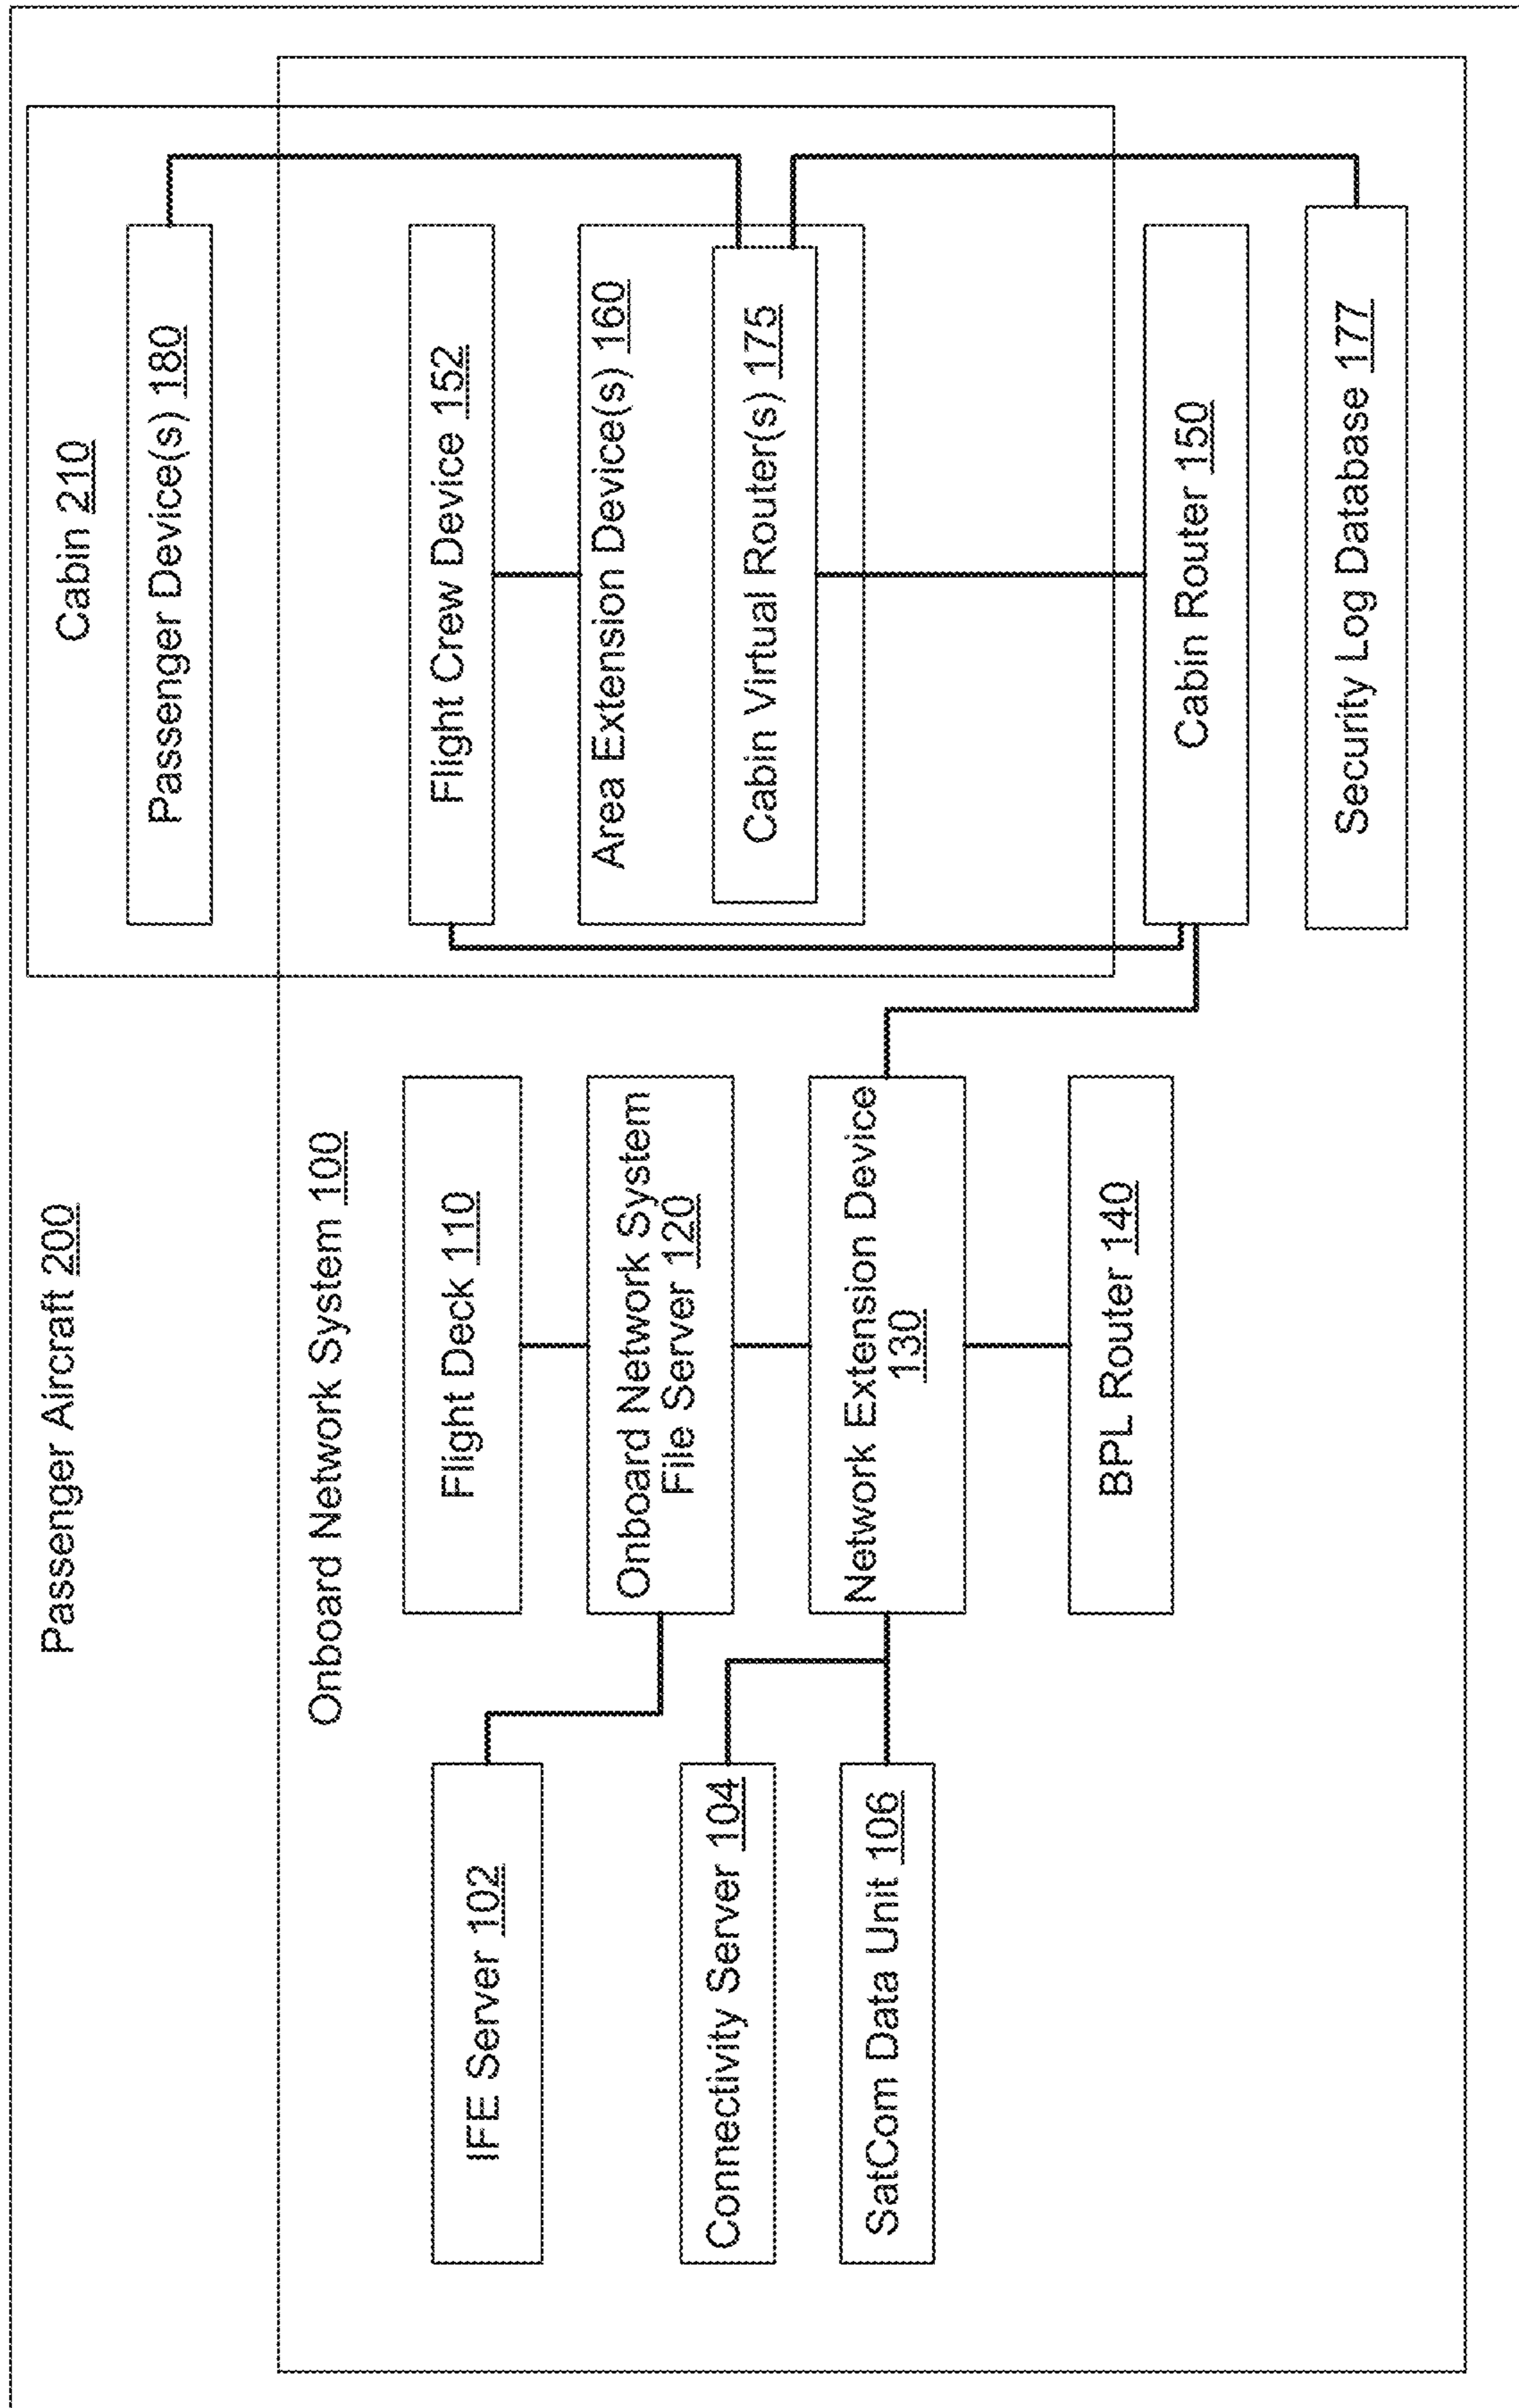 Passenger Aircraft 200
Onboard Network System 100
IFE Server 102
Connectivity Server 104
SatCom Data Unit 106
Flight Deck 110
Onboard Network System
File Server 120
Network Extension Device
130
BPL Router 140
Cabin 210
Passenger Device(s) 180
Flight Crew Device 152
Area Extension Device(s) 160
Cabin Virtual Router(s) 175
Cabin Router 150
Security Log Database 177